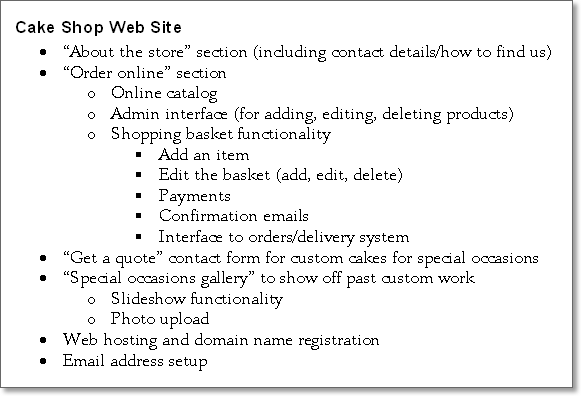 Cake Shop Web Site
• “About the store” section (including contact details/how to find us)
• “Order online” section
o Online catalog
o Admin interface (for adding, editing, deleting products)
o Shopping basket functionality
▪ Add an item
▪ Edit the basket (add, edit, delete)
▪ Payments
▪ Confirmation emails
▪ Interface to orders/delivery system
• “Get a quote” contact form for custom cakes for special occasions
• “Special occasions gallery” to show off past custom work
o Slideshow functionality
o Photo upload
• Web hosting and domain name registration
• Email address setup